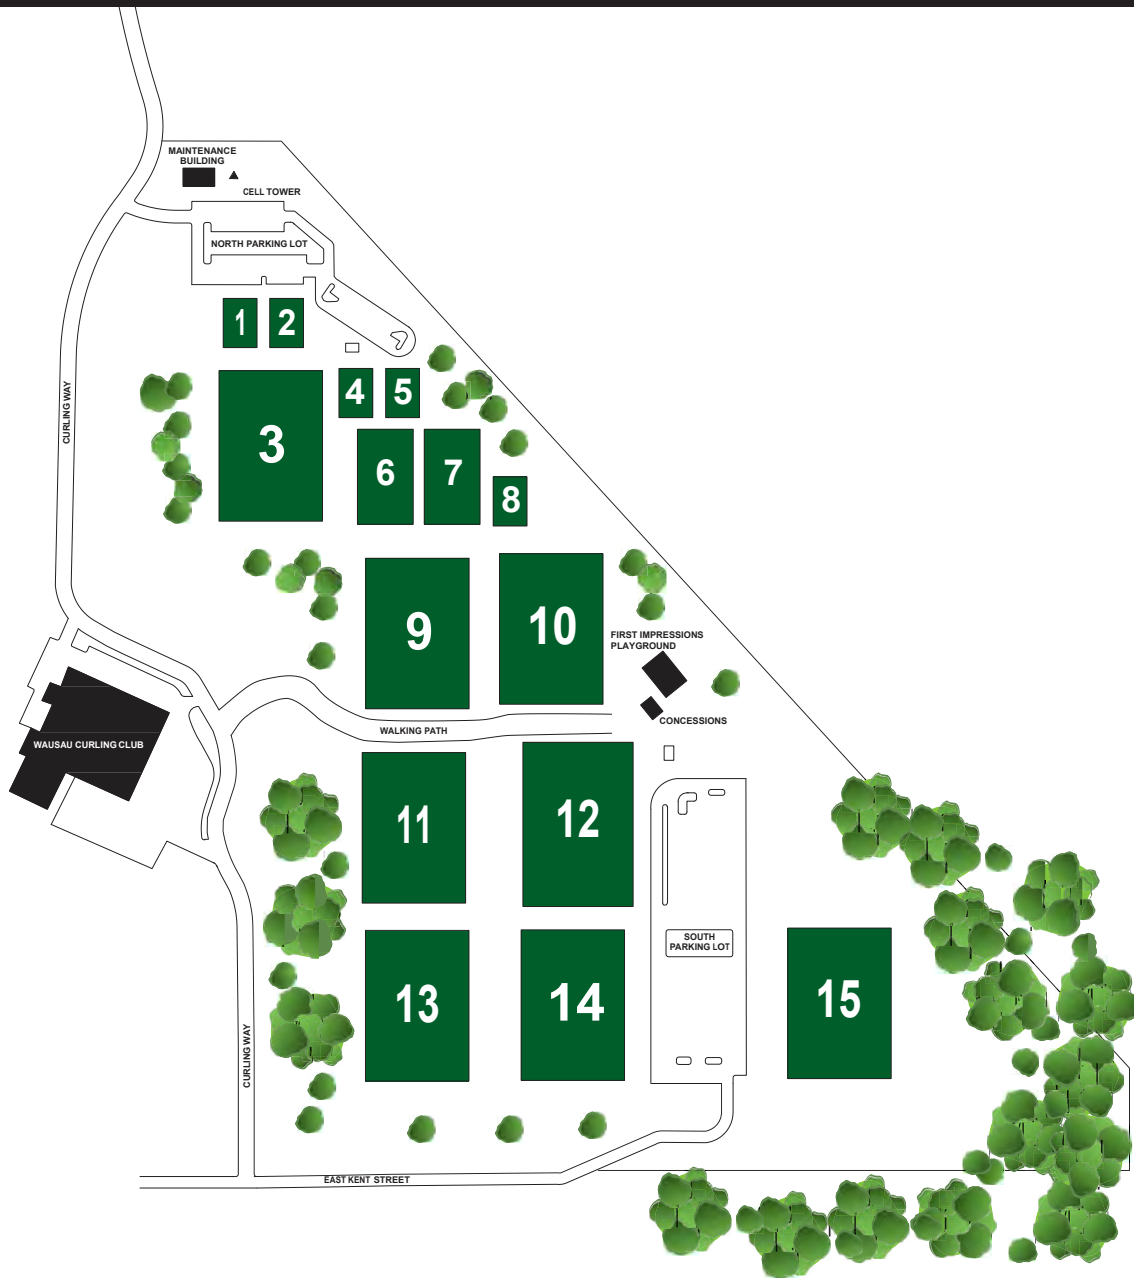 MAINTENANCE
BUILDING
CELL TOWER
NORTH PARKING LOT
1
2
4
5
CURLING WAY
3
6
7
8
9
10
FIRST IMPRESSIONS
PLAYGROUND
CONCESSIONS
WALKING PATH
WAUSAU CURLING CLUB
11
12
SOUTH
PARKING LOT
13
14
15
CURLING WAY
EAST KENT STREET